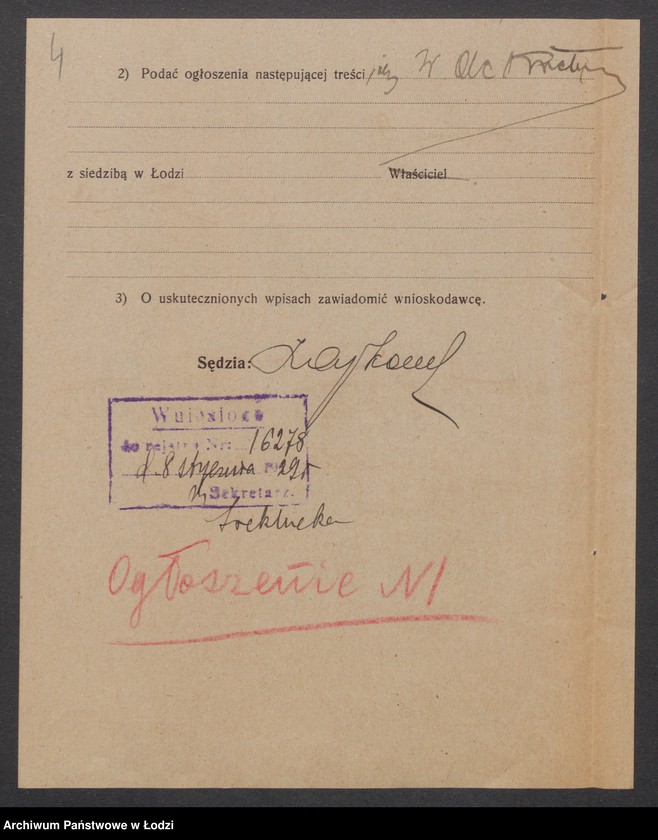 4
2) Podać ogłoszenia następującej treści
z siedzibą w Łodzi Właściciel
3) O uskutecznionych wpisach zawiadomić wnioskodawcę.
Sędzia:
Wniesiono
do rejestru Nr: 16278
d. 8 stycznia 29r
Sekretarz.
Ogłoszenie N1
Archiwum Państwowe w Łodzi